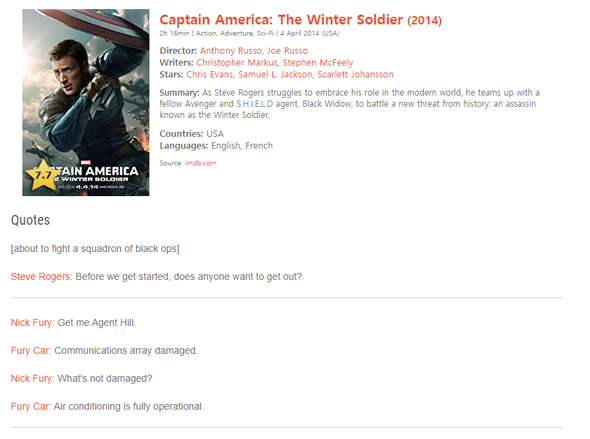 Captain America: The Winter Soldier (2014)
2h 16min | Action, Adventure, Sci-Fi | 4 April 2014 (USA)
Director: Anthony Russo, Joe Russo
Writers: Christopher Markus, Stephen McFeely
Stars: Chris Evans, Samuel L. Jackson, Scarlett Johansson
Summary: As Steve Rogers struggles to embrace his role in the modern world, he teams up with a
fellow Avenger and S.H.I.E.L.D agent, Black Widow, to battle a new threat from history: an assassin
known as the Winter Soldier.
Countries: USA
Languages: English, French
Source: imdb.com
MARVEL
7.7
TAIN AMERICA
WINTER SOLDIER
4.4.14
Quotes
[about to fight a squadron of black ops]
Steve Rogers: Before we get started, does anyone want to get out?
Nick Fury: Get me Agent Hill.
Fury Car: Communications array damaged.
Nick Fury: What's not damaged?
Fury Car: Air conditioning is fully operational.